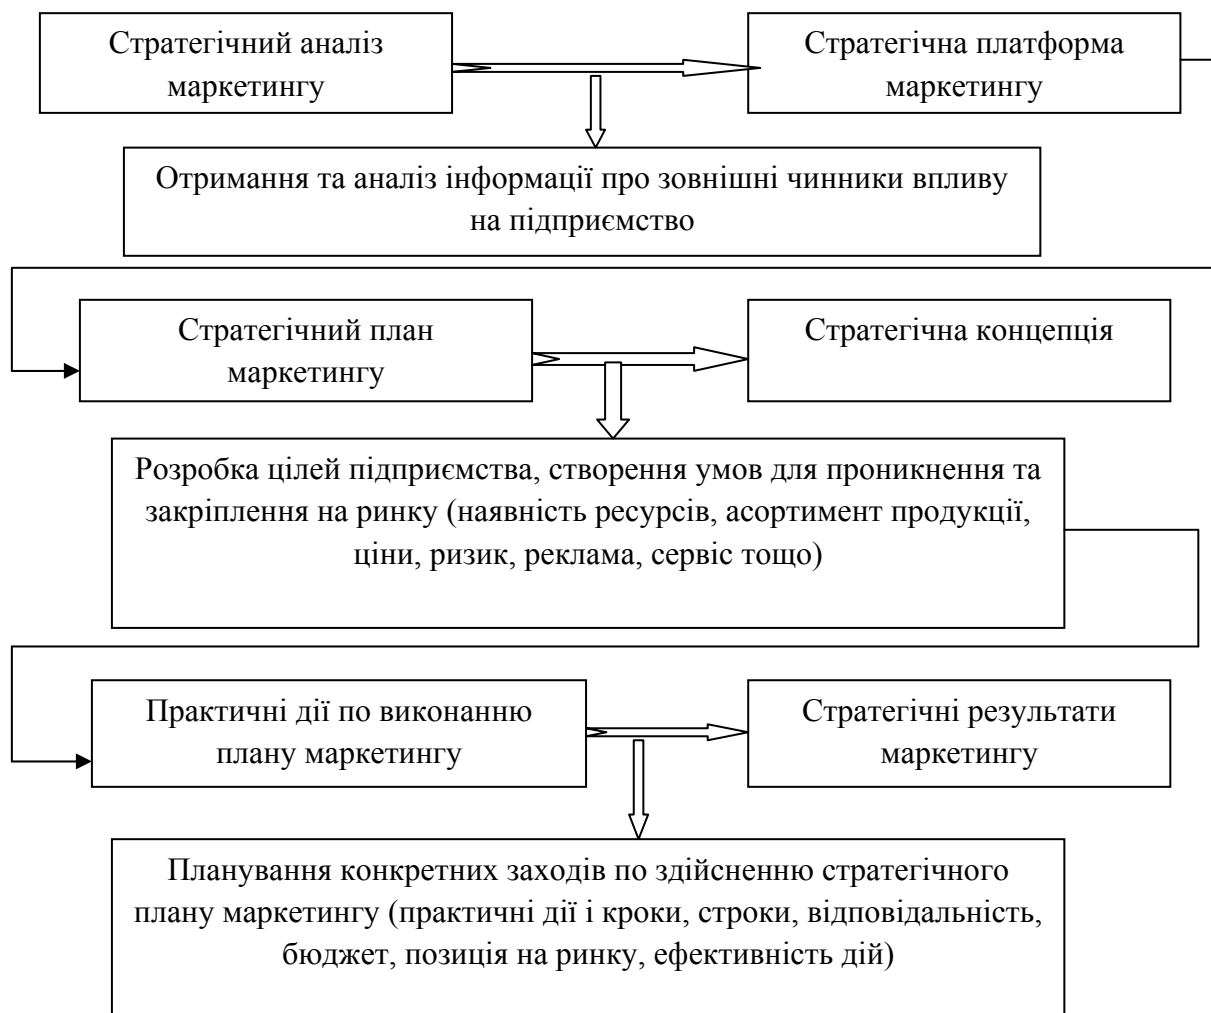 Стратегічний аналіз
маркетингу
Стратегічна платформа
маркетингу
Отримання та аналіз інформації про зовнішні чинники впливу
на підприємство
Стратегічний план
маркетингу
Стратегічна концепція
Розробка цілей підприємства, створення умов для проникнення та
закріплення на ринку (наявність ресурсів, асортимент продукції,
ціни, ризик, реклама, сервіс тощо)
Практичні дії по виконанню
плану маркетингу
Стратегічні результати
маркетингу
Планування конкретних заходів по здійсненню стратегічного
плану маркетингу (практичні дії і кроки, строки, відповідальність,
бюджет, позиція на ринку, ефективність дій)